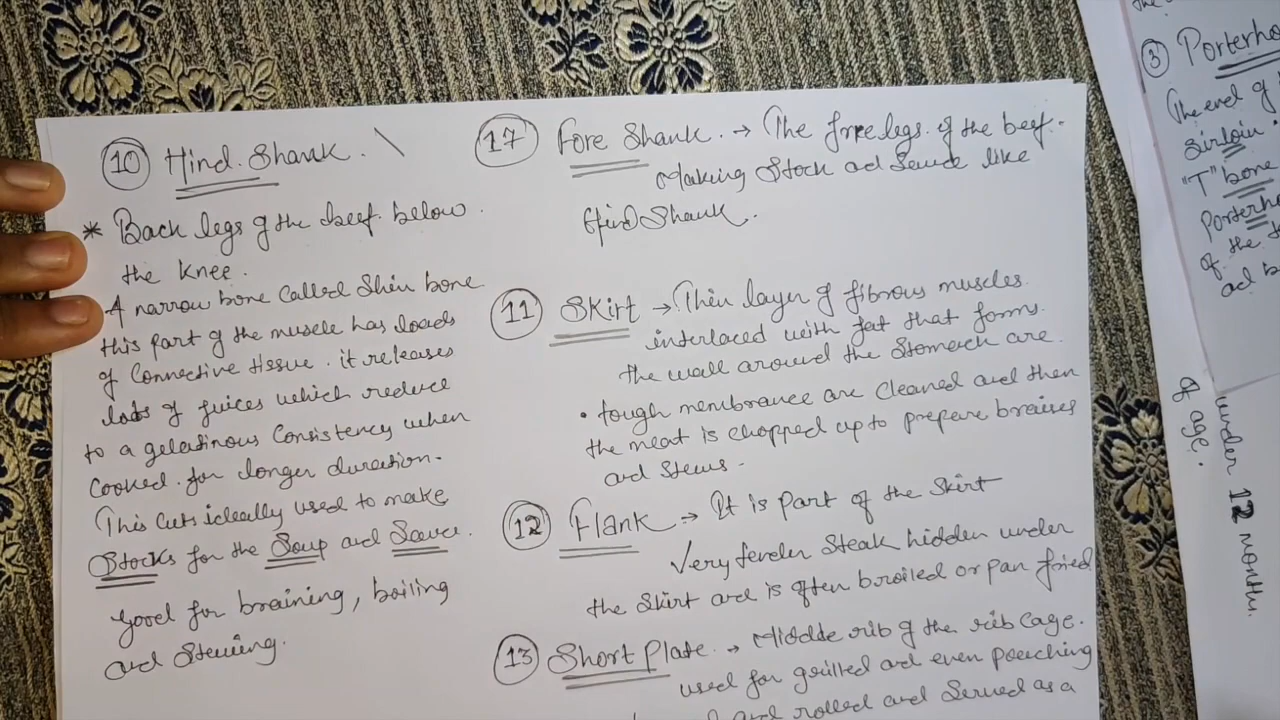 10 Hind Shank.
* Back legs of the beef below
the knee.
A narrow bone called Shin bone
this part of the muscle has loads
of connective tissue. it releases
lots of juices which reduce
to a gelatinous consistency when
cooked for longer duration.
This cuts ideally used to make
Stocks for the Soup and Sauce.
Good for braining, boiling
and Stewing.
17 Fore Shank. → The fore legs of the beef.
Making Stock ad Sauce like
Hind Shank.
11 Skirt → Thin layer of fibrous muscles
interlaced with fat that forms
the wall around the Stomach are.
• tough membrance are cleaned and then
the meat is chopped up to prepare braises
and Stews.
12 Flank → It is part of the Skirt
Very tender Steak hidden under
the Skirt and is often broiled or pan fried
13 Short Plate. → Middle rib of the rib cage.
used for grilled and even poaching
and rolled and Served as a
3 Porterho
The end of
Sirloin
"T" bone
Porterho
of the
ad b
under 12 months.
of age.